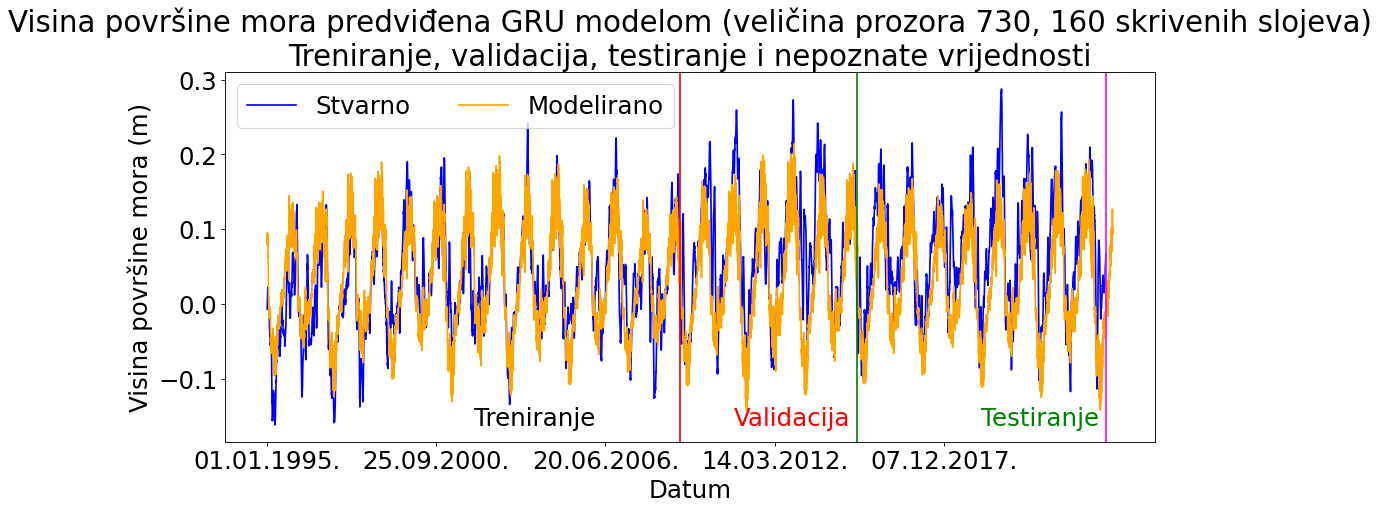 Visina površine mora predviđena GRU modelom (veličina prozora 730, 160 skrivenih slojeva)
Treniranje, validacija, testiranje i nepoznate vrijednosti
Stvarno Modelirano
Visina površine mora (m)
0.3
0.2
0.1
0.0
−0.1
Treniranje Validacija Testiranje
01.01.1995. 25.09.2000. 20.06.2006. 14.03.2012. 07.12.2017.
Datum